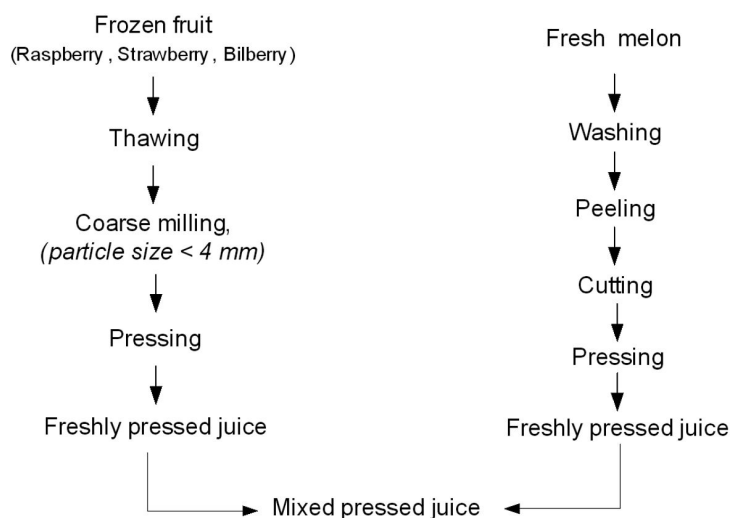 Frozen fruit
(Raspberry, Strawberry, Bilberry)
Thawing
Coarse milling,
(particle size < 4 mm)
Pressing
Freshly pressed juice
Fresh melon
Washing
Peeling
Cutting
Pressing
Freshly pressed juice
Mixed pressed juice